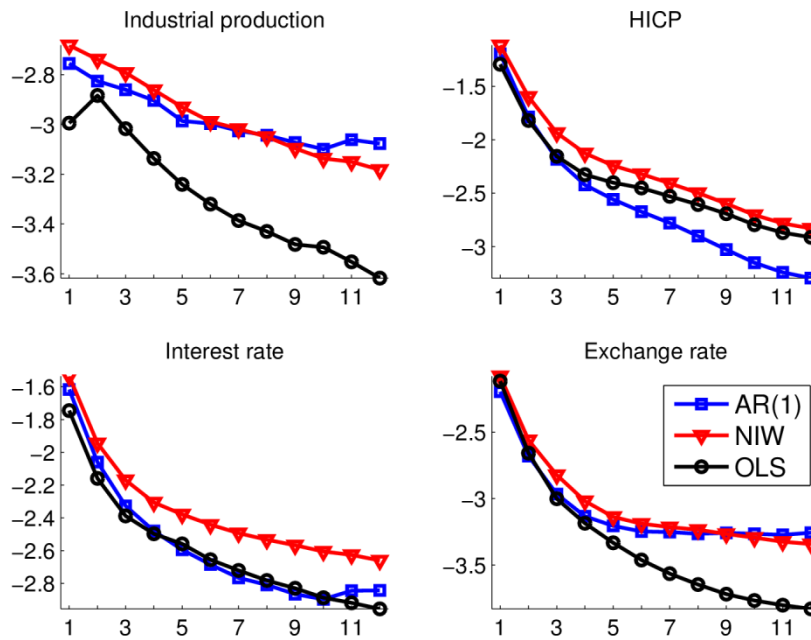 Industrial production
−2.8
−3
−3.2
−3.4
−3.6
1 3 5 7 9 11
HICP
−1.5
−2
−2.5
−3
1 3 5 7 9 11
Interest rate
−1.6
−1.8
−2
−2.2
−2.4
−2.6
−2.8
1 3 5 7 9 11
Exchange rate
−2.5
−3
−3.5
1 3 5 7 9 11
AR(1)
NIW
OLS